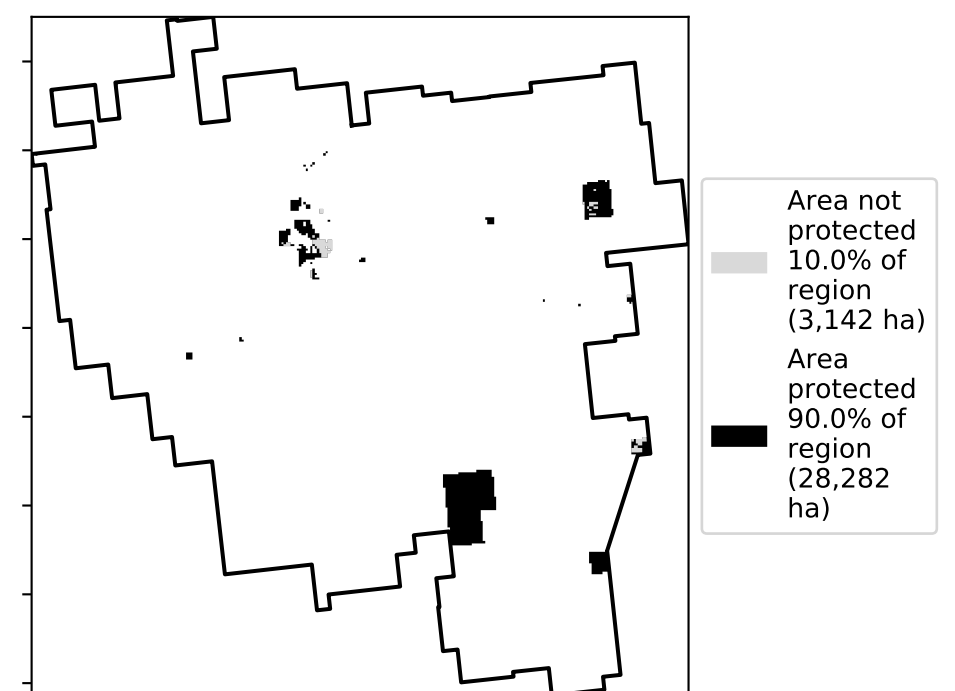 Area not
protected
10.0% of
region
(3,142 ha)
Area
protected
90.0% of
region
(28,282
ha)